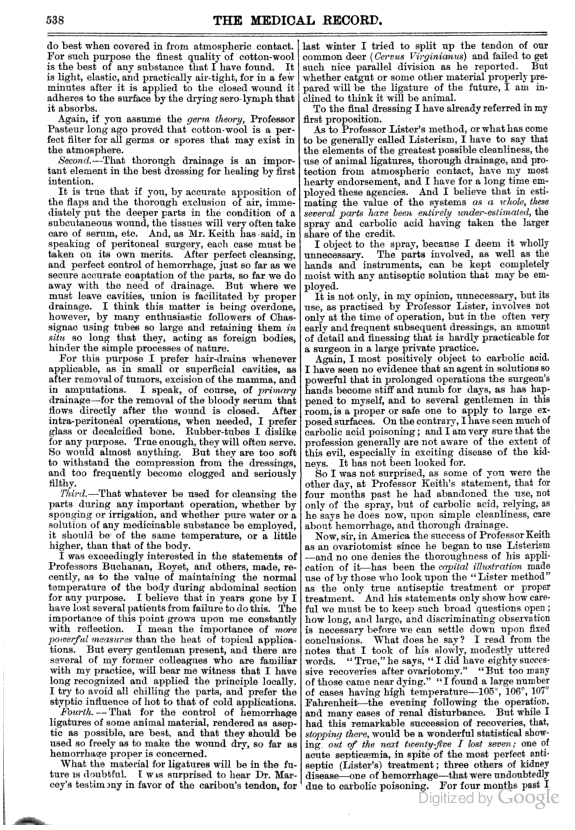 538
THE MEDICAL RECORD.
do best when covered in from atmospheric contact.
For such purpose the finest quality of cotton-wool
is the best of any substance that I have found. It
is light, elastic, and practically air-tight, for in a few
minutes after it is applied to the closed wound it
adheres to the surface by the drying sero-lymph that
it absorbs.
Again, if you assume the germ theory, Professor
Pasteur long ago proved that cotton-wool is a per-
fect filter for all germs or spores that may exist in
the atmosphere.
Second.—That thorough drainage is an impor-
tant element in the best dressing for healing by first
intention.
It is true that if you, by accurate apposition of
the flaps and the thorough exclusion of air, imme-
diately put the deeper parts in the condition of a
subcutaneous wound, the tissues will very often take
care of serum, etc. And, as Mr. Keith has said, in
speaking of peritoneal surgery, each case must be
taken on its own merits. After perfect cleansing,
and perfect control of hemorrhage, just so far as we
secure accurate coaptation of the parts, so far we do
away with the need of drainage. But where we
must leave cavities, union is facilitated by proper
drainage. I think this matter is being overdone,
however, by many enthusiastic followers of Chas-
signac using tubes so large and retaining them in
situ so long that they, acting as foreign bodies,
hinder the simple processes of nature.
For this purpose I prefer hair-drains whenever
applicable, as in small or superficial cavities, as
after removal of tumors, excision of the mamma, and
in amputations. I speak, of course, of primary
drainage—for the removal of the bloody serum that
flows directly after the wound is closed. After
intra-peritoneal operations, when needed, I prefer
glass or decalcified bone. Rubber-tubes I dislike
for any purpose. True enough, they will often serve.
So would almost anything. But they are too soft
to withstand the compression from the dressings,
and too frequently become clogged and seriously
filthy.
Third.—That whatever be used for cleansing the
parts during any important operation, whether by
sponging or irrigation, and whether pure water or a
solution of any medicinable substance be employed,
it should be of the same temperature, or a little
higher, than that of the body.
I was exceedingly interested in the statements of
Professors Buchanan, Royet, and others, made, re-
cently, as to the value of maintaining the normal
temperature of the body during abdominal section
for any purpose. I believe that in years gone by I
have lost several patients from failure to do this. The
importance of this point grows upon me constantly
with reflection. I mean the importance of more
powerful measures than the heat of topical applica-
tions. But every gentleman present, and there are
several of my former colleagues who are familiar
with my practice, will bear me witness that I have
long recognized and applied the principle locally.
I try to avoid all chilling the parts, and prefer the
styptic influence of hot to that of cold applications.
Fourth.—That for the control of hemorrhage
ligatures of some animal material, rendered as asep-
tic as possible, are best, and that they should be
used so freely as to make the wound dry, so far as
hemorrhage proper is concerned.
What the material for ligatures will be in the fu-
ture is doubtful. I was surprised to hear Dr. Mar-
cey's testimony in favor of the caribou's tendon, for
last winter I tried to split up the tendon of our
common deer (Cervus Virginianus) and failed to get
such nice parallel division as he reported. But
whether catgut or some other material properly pre-
pared will be the ligature of the future, I am in-
clined to think it will be animal.
To the final dressing I have already referred in my
first proposition.
As to Professor Lister's method, or what has come
to be generally called Listerism, I have to say that
the elements of the greatest possible cleanliness, the
use of animal ligatures, thorough drainage, and pro-
tection from atmospheric contact, have my most
hearty endorsement, and I have for a long time em-
ployed these agencies. And I believe that in esti-
mating the value of the systems as a whole, these
several parts have been entirely under-estimated, the
spray and carbolic acid having taken the larger
share of the credit.
I object to the spray, because I deem it wholly
unnecessary. The parts involved, as well as the
hands and instruments, can be kept completely
moist with any antiseptic solution that may be em-
ployed.
It is not only, in my opinion, unnecessary, but its
use, as practised by Professor Lister, involves not
only at the time of operation, but in the often very
early and frequent subsequent dressings, an amount
of detail and finessing that is hardly practicable for
a surgeon in a large private practice.
Again, I most positively object to carbolic acid.
I have seen no evidence that an agent in solutions so
powerful that in prolonged operations the surgeon's
hands become stiff and numb for days, as has hap-
pened to myself, and to several gentlemen in this
room, is a proper or safe one to apply to large ex-
posed surfaces. On the contrary, I have seen much of
carbolic acid poisoning; and I am very sure that the
profession generally are not aware of the extent of
this evil, especially in exciting disease of the kid-
neys. It has not been looked for.
So I was not surprised, as some of you were the
other day, at Professor Keith's statement, that for
four months past he had abandoned the use, not
only of the spray, but of carbolic acid, relying, as
he says he does now, upon simple cleanliness, care
about hemorrhage, and thorough drainage.
Now, sir, in America the success of Professor Keith
as an ovariotomist since he began to use Listerism
—and no one denies the thoroughness of his appli-
cation of it—has been the capital illustration made
use of by those who look upon the "Lister method"
as the only true antiseptic treatment or proper
treatment. And his statements only show how care-
ful we must be to keep such broad questions open;
how long, and large, and discriminating observation
is necessary before we can settle down upon fixed
conclusions. What does he say? I read from the
notes that I took of his slowly, modestly uttered
words. "True," he says, "I did have eighty succes-
sive recoveries after ovariotomy." "But too many
of those came near dying." "I found a large number
of cases having high temperature—105°, 106°, 107°
Fahrenheit—the evening following the operation,
and many cases of renal disturbance. But while I
had this remarkable succession of recoveries, that,
stopping there, would be a wonderful statistical show-
ing, out of the next twenty-five I lost seven; one of
acute septicæmia, in spite of the most perfect anti-
septic (Lister's) treatment; three others of kidney
disease—one of hemorrhage—that were undoubtedly
due to carbolic poisoning. For four months past I
Digitized by Google